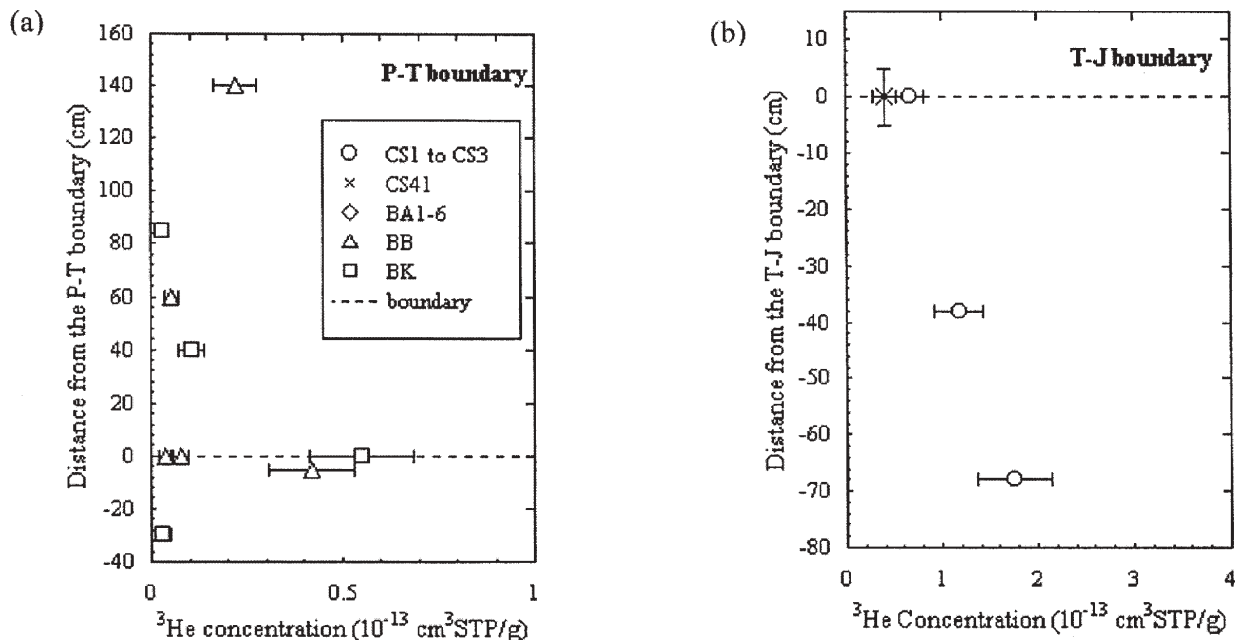 (a)
160
140
120
100
80
60
40
20
0
-20
-40
Distance from the P-T boundary (cm)
P-T boundary
CS1 to CS3
CS41
BA1-6
BB
BK
boundary
0
0.5
1
³He concentration (10⁻¹³ cm³STP/g)
(b)
10
0
-10
-20
-30
-40
-50
-60
-70
-80
Distance from the T-J boundary (cm)
T-J boundary
0
1
2
3
4
³He Concentration (10⁻¹³ cm³STP/g)